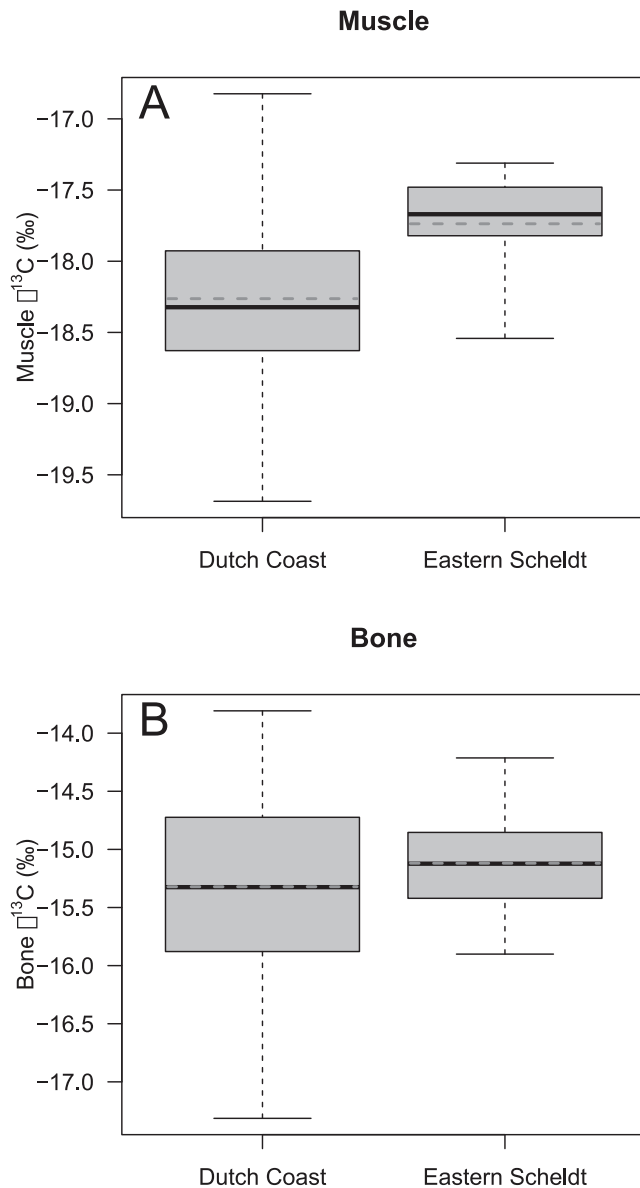 Muscle
A
−17.0
−17.5
−18.0
−18.5
−19.0
−19.5
Muscle □¹³C (‰)
Dutch Coast Eastern Scheldt
Bone
B
−14.0
−14.5
−15.0
−15.5
−16.0
−16.5
−17.0
Bone □¹³C (‰)
Dutch Coast Eastern Scheldt